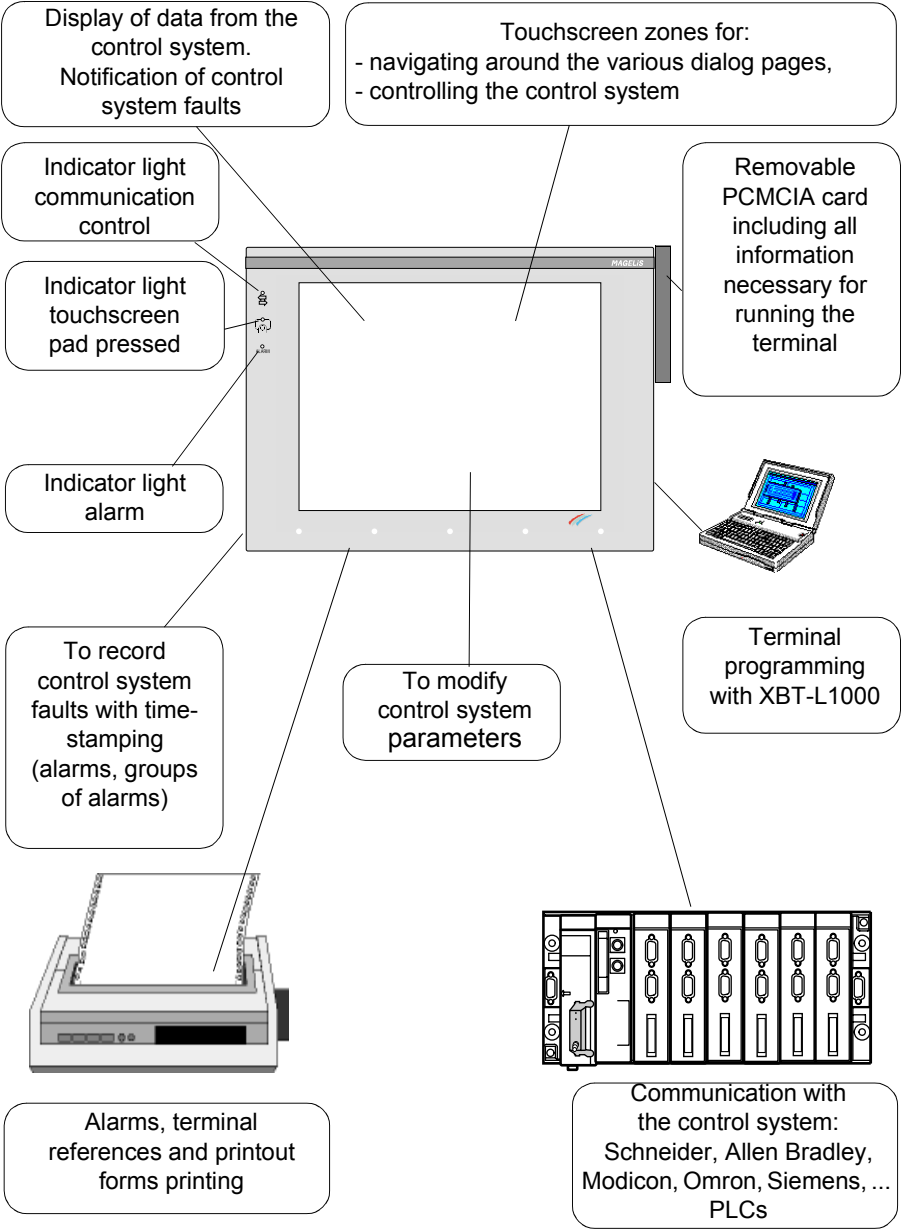 Display of data from the
control system.
Notification of control
system faults
Touchscreen zones for:
- navigating around the various dialog pages,
- controlling the control system
Indicator light
communication
control
Removable
PCMCIA card
including all
information
necessary for
running the
terminal
MAGELiS
Indicator light
touchscreen
pad pressed
ALARM
Indicator light
alarm
To record
control system
faults with time-
stamping
(alarms, groups
of alarms)
To modify
control system
parameters
Terminal
programming
with XBT-L1000
Alarms, terminal
references and printout
forms printing
Communication with
the control system:
Schneider, Allen Bradley,
Modicon, Omron, Siemens, ...
PLCs